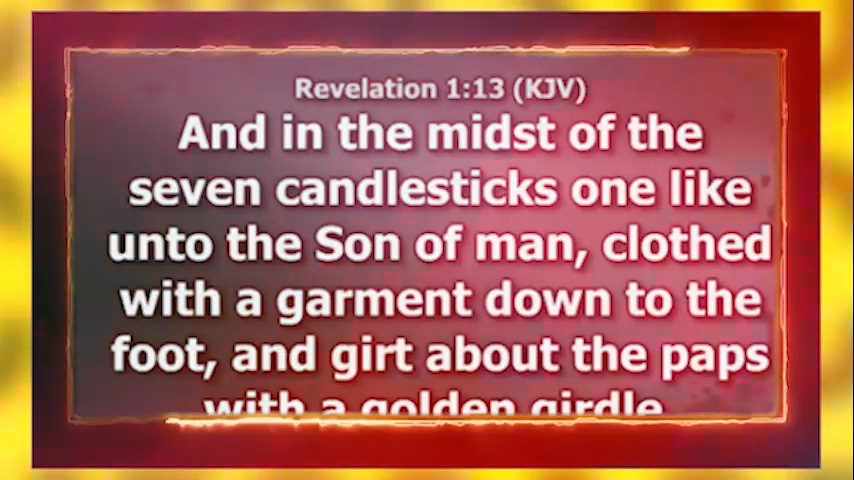 Revelation 1:13 (KJV)
And in the midst of the
seven candlesticks one like
unto the Son of man, clothed
with a garment down to the
foot, and girt about the paps
with a golden girdle